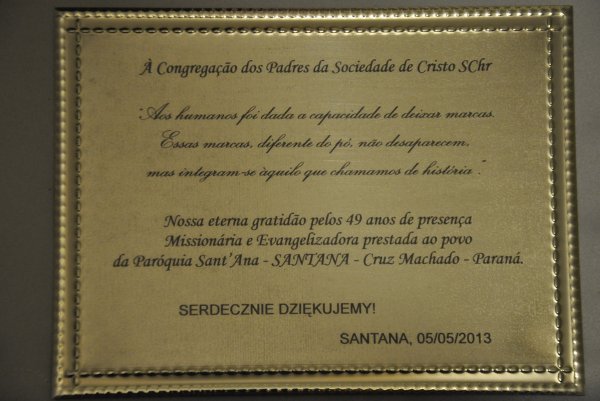 À Congregação dos Padres da Sociedade de Cristo SChr
"Aos humanos foi dada a capacidade de deixar marcas.
Essas marcas, diferente do pó, não desaparecem,
mas integram-se àquilo que chamamos de história".
Nossa eterna gratidão pelos 49 anos de presença
Missionária e Evangelizadora prestada ao povo
da Paróquia Sant'Ana - SANTANA - Cruz Machado - Paraná.
SERDECZNIE DZIĘKUJEMY!
SANTANA, 05/05/2013